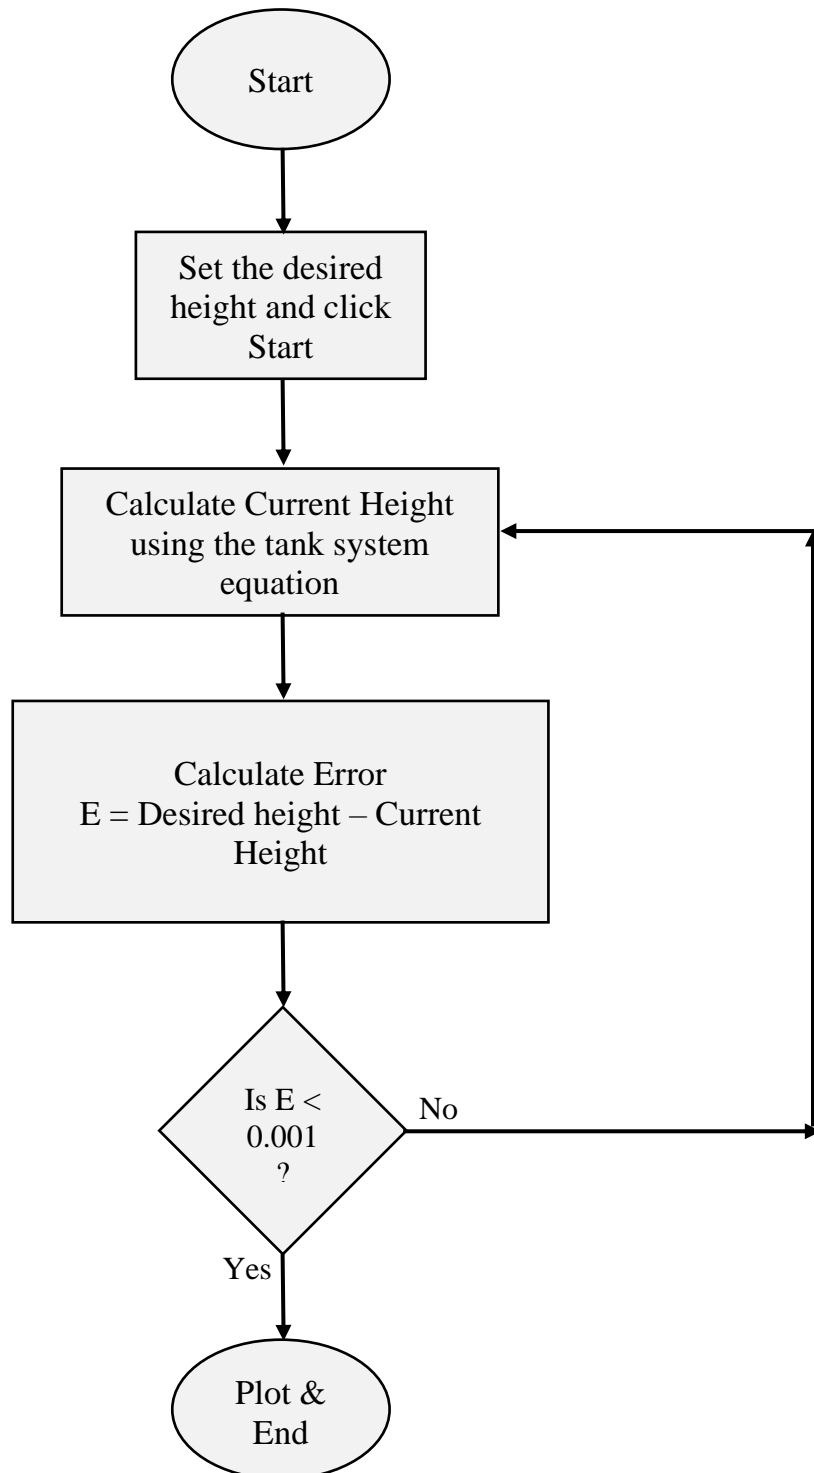 Start
Set the desired
height and click
Start
Calculate Current Height
using the tank system
equation
Calculate Error
E = Desired height – Current
Height
Is E <
0.001
?
No
Yes
Plot &
End